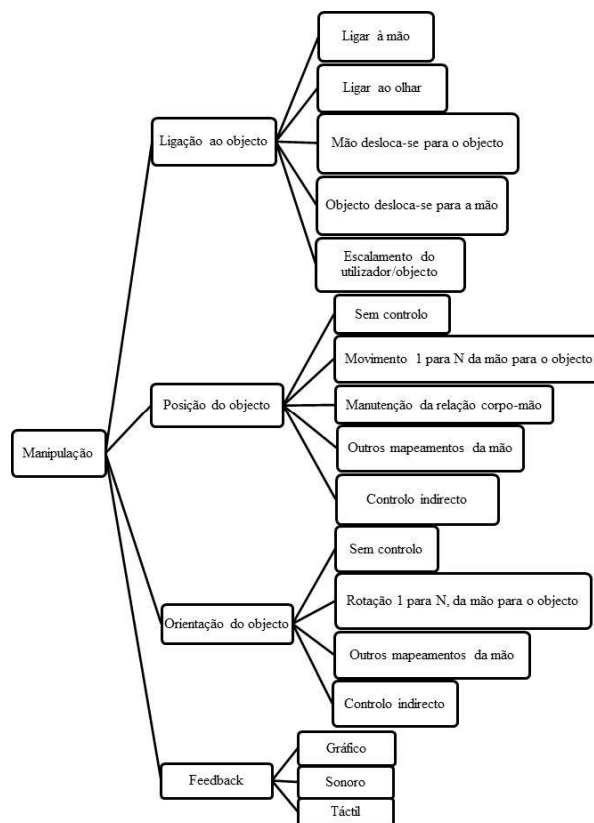 Manipulação
Ligação ao objecto
Ligar à mão
Ligar ao olhar
Mão desloca-se para o objecto
Objecto desloca-se para a mão
Escalamento do
utilizador/objecto
Posição do objecto
Sem controlo
Movimento 1 para N da mão para o objecto
Manutenção da relação corpo-mão
Outros mapeamentos da mão
Controlo indirecto
Orientação do objecto
Sem controlo
Rotação 1 para N, da mão para o objecto
Outros mapeamentos da mão
Controlo indirecto
Feedback
Gráfico
Sonoro
Táctil